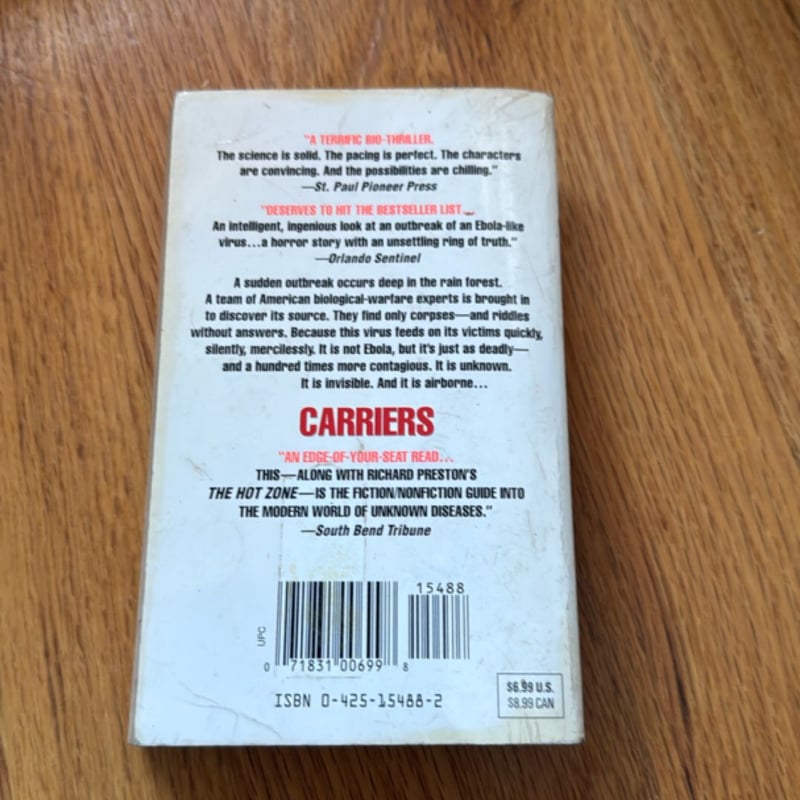 "A TERRIFIC BIO-THRILLER.
The science is solid. The pacing is perfect. The characters
are convincing. And the possibilities are chilling."
—St. Paul Pioneer Press
"DESERVES TO HIT THE BESTSELLER LIST...
An intelligent, ingenious look at an outbreak of an Ebola-like
virus...a horror story with an unsettling ring of truth."
—Orlando Sentinel
A sudden outbreak occurs deep in the rain forest.
A team of American biological-warfare experts is brought in
to discover its source. They find only corpses—and riddles
without answers. Because this virus feeds on its victims quickly,
silently, mercilessly. It is not Ebola, but it's just as deadly—
and a hundred times more contagious. It is unknown.
It is invisible. And it is airborne...
CARRIERS
"AN EDGE-OF-YOUR-SEAT READ...
THIS—ALONG WITH RICHARD PRESTON'S
THE HOT ZONE—IS THE FICTION/NONFICTION GUIDE INTO
THE MODERN WORLD OF UNKNOWN DISEASES."
—South Bend Tribune
15488
UPC
0 71831 00699 8
ISBN 0-425-15488-2
$6.99 U.S.
$8.99 CAN